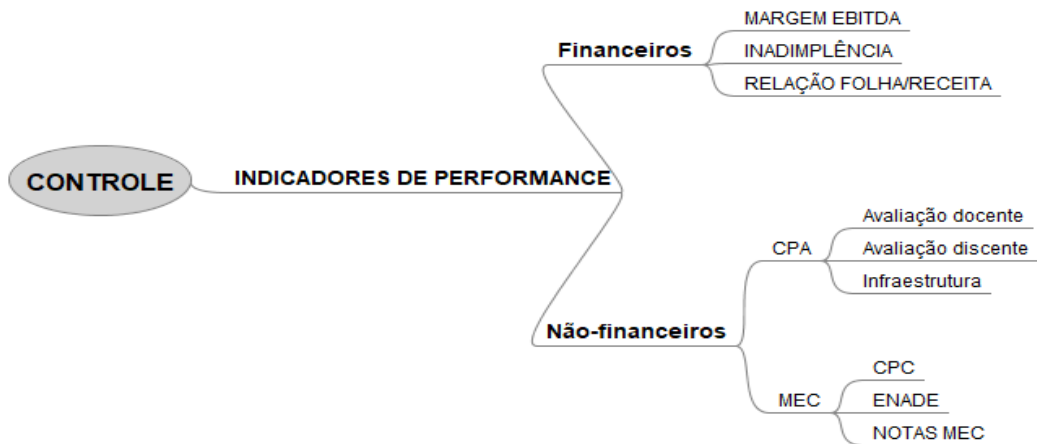 CONTROLE
INDICADORES DE PERFORMANCE
Financeiros
MARGEM EBITDA
INADIMPLÊNCIA
RELAÇÃO FOLHA/RECEITA
Não-financeiros
CPA
Avaliação docente
Avaliação discente
Infraestrutura
MEC
CPC
ENADE
NOTAS MEC